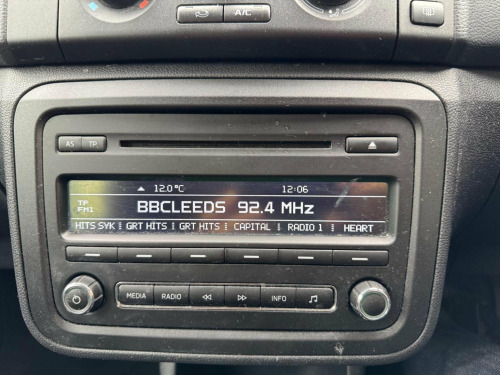 A/C
AS TP
12.0°C 12:06
TP
FM1
BBCLEEDS 92.4 MHz
HITS SYK GRT HITS GRT HITS CAPITAL RADIO 1 HEART
MEDIA RADIO INFO